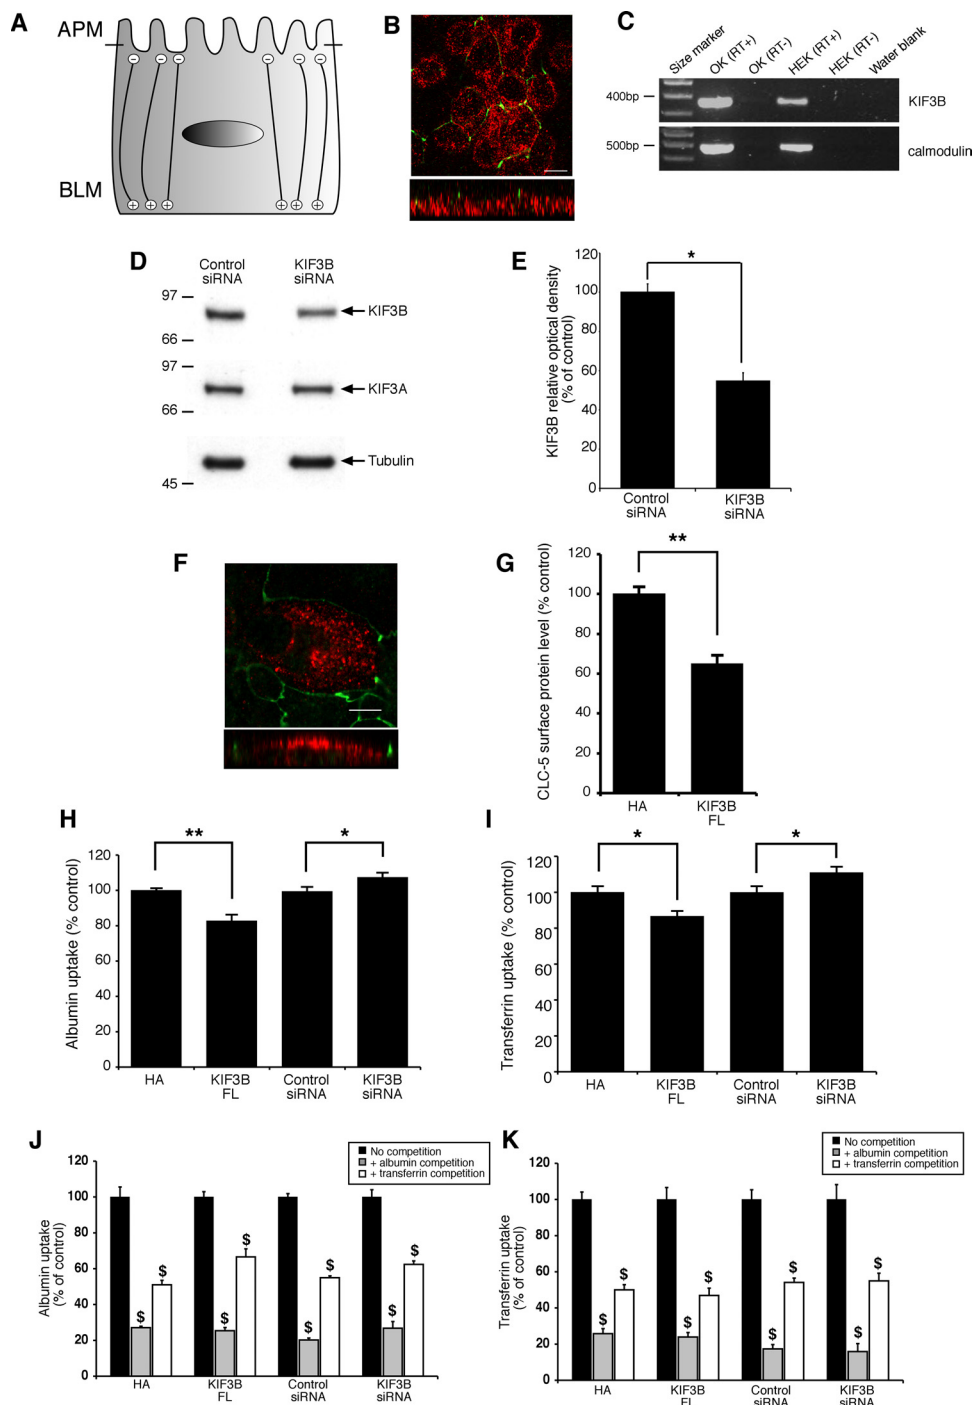 A
APM
BLM
B
C
Size marker
OK (RT+)
OK (RT-)
HEK (RT+)
HEK (RT-)
Water blank
400bp
KIF3B
500bp
calmodulin
D
Control
siRNA
KIF3B
siRNA
97
KIF3B
66
97
KIF3A
66
Tubulin
45
E
KIF3B relative optical density
(% of control)
120
100
80
60
40
20
0
*
Control
siRNA
KIF3B
siRNA
F
G
CLC-5 surface protein level (% control)
120
100
80
60
40
20
0
**
HA
KIF3B
FL
H
Albumin uptake (% control)
120
100
80
60
40
20
0
**
*
HA
KIF3B
FL
Control
siRNA
KIF3B
siRNA
I
Transferrin uptake (% control)
120
100
80
60
40
20
0
*
*
HA
KIF3B
FL
Control
siRNA
KIF3B
siRNA
J
No competition
+ albumin competition
+ transferrin competition
Albumin uptake
(% of control)
120
100
80
60
40
20
0
$
$
$
$
$
$
$
$
HA
KIF3B
FL
Control
siRNA
KIF3B
siRNA
K
No competition
+ albumin competition
+ transferrin competition
Transferrin uptake
(% of control)
120
100
80
60
40
20
0
$
$
$
$
$
$
$
$
HA
KIF3B
FL
Control
siRNA
KIF3B
siRNA